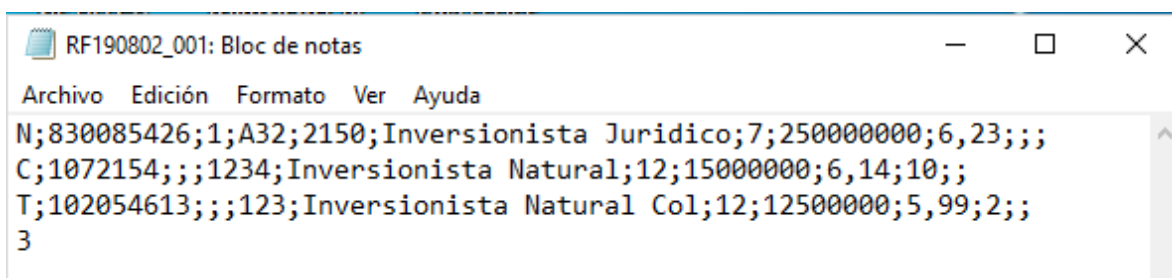 RF190802_001: Bloc de notas
Archivo Edición Formato Ver Ayuda
N;830085426;1;A32;2150;Inversionista Juridico;7;250000000;6,23;;;
C;1072154;;;1234;Inversionista Natural;12;15000000;6,14;10;;
T;102054613;;;123;Inversionista Natural Col;12;12500000;5,99;2;;
3